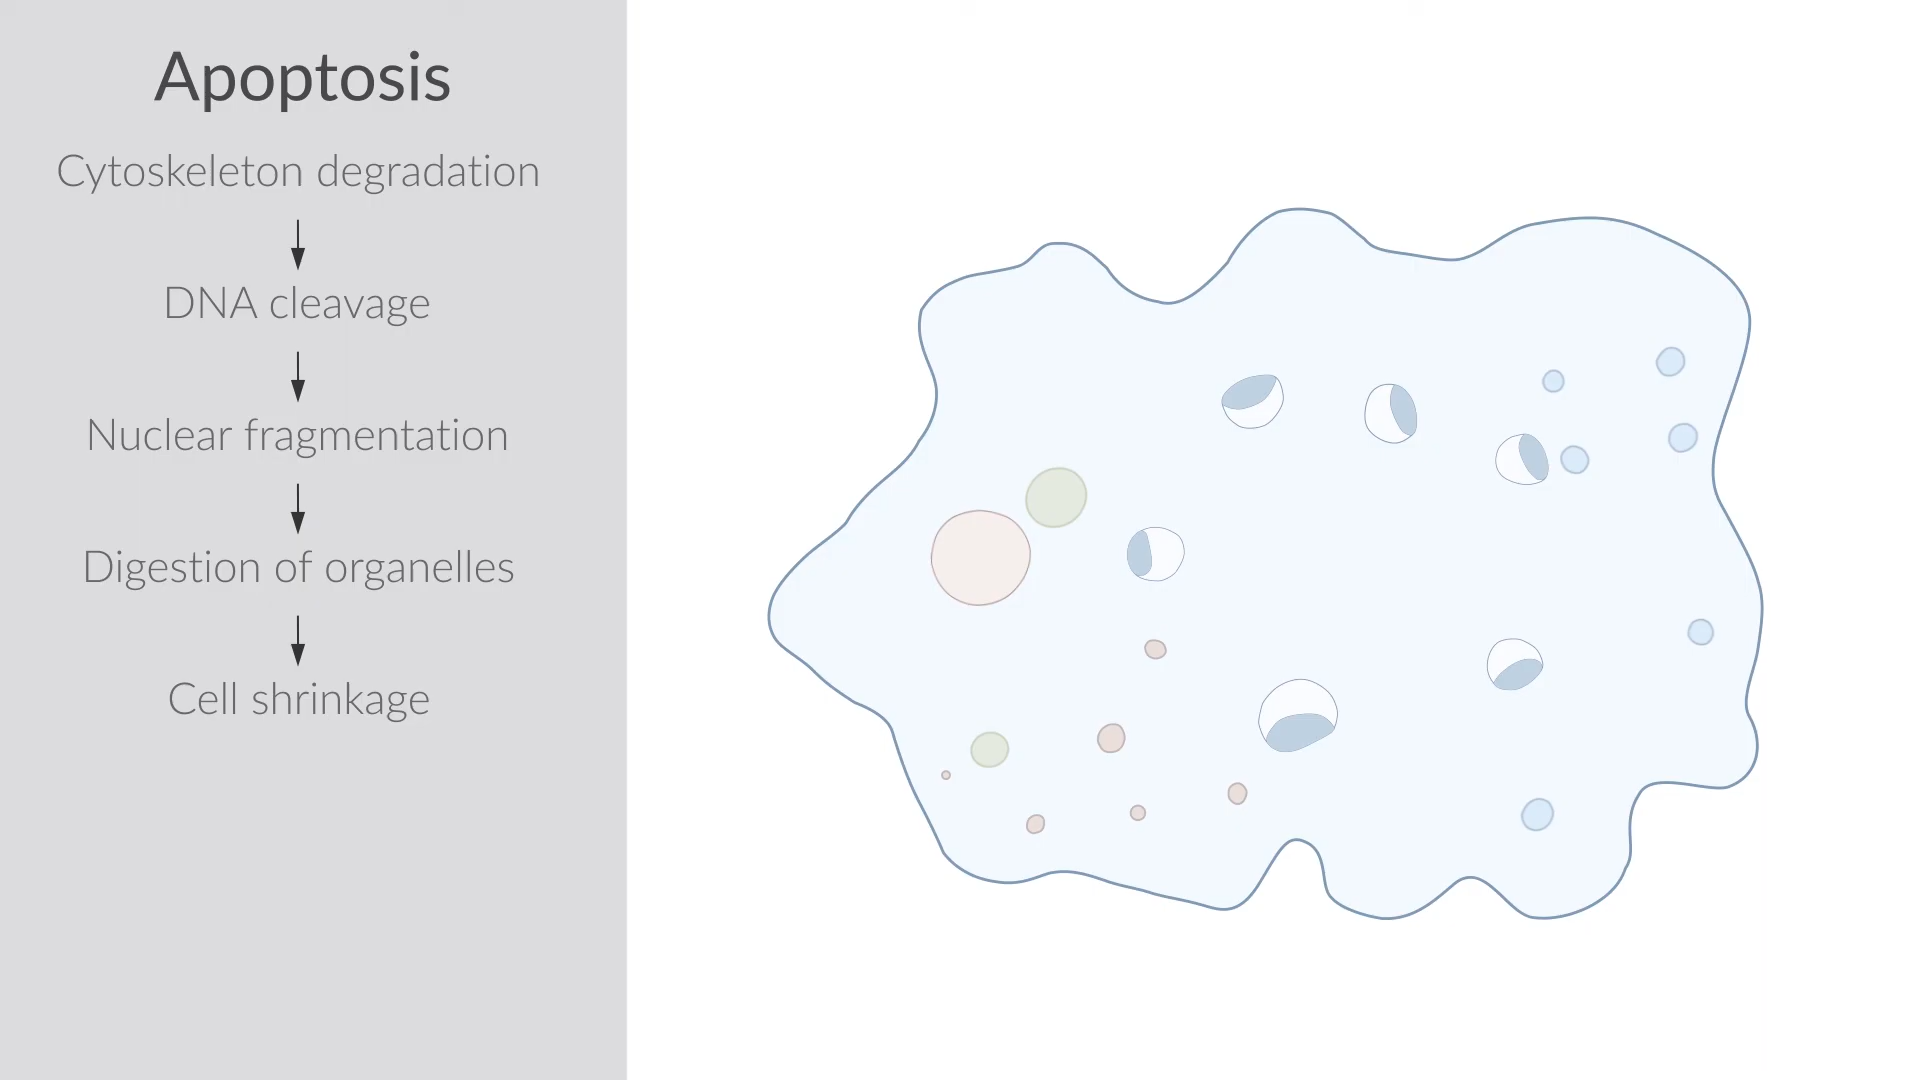 Apoptosis
Cytoskeleton degradation
DNA cleavage
Nuclear fragmentation
Digestion of organelles
Cell shrinkage